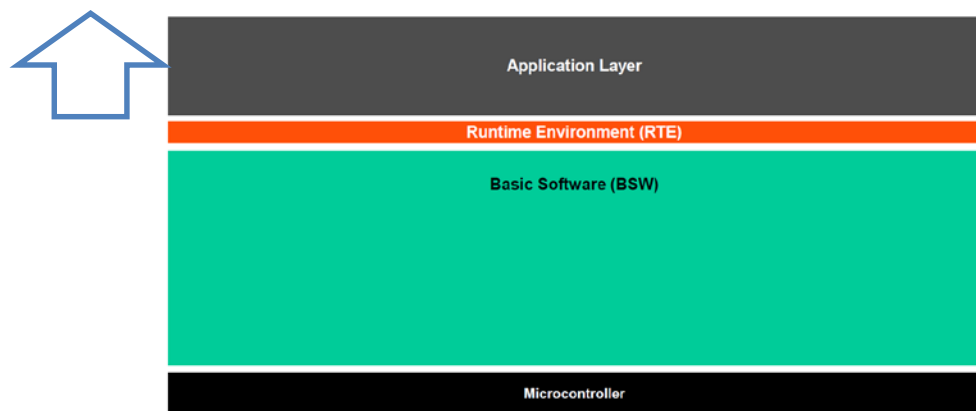 Application Layer
Runtime Environment (RTE)
Basic Software (BSW)
Microcontroller